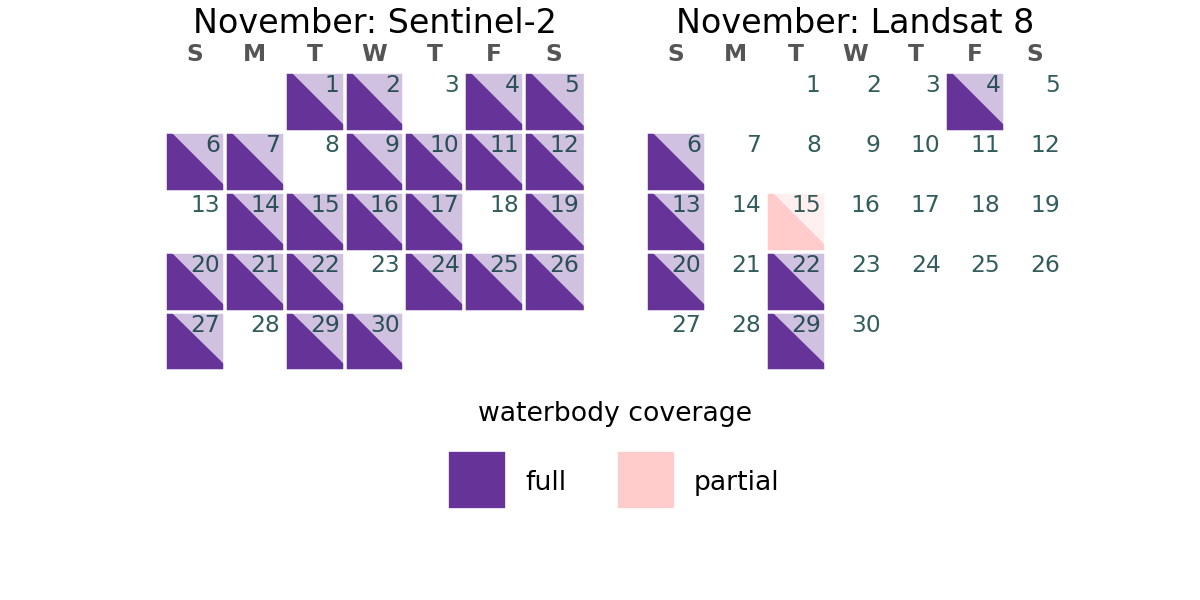 November: Sentinel-2
S M T W T F S
1 2 3 4 5
6 7 8 9 10 11 12
13 14 15 16 17 18 19
20 21 22 23 24 25 26
27 28 29 30
November: Landsat 8
S M T W T F S
1 2 3 4 5
6 7 8 9 10 11 12
13 14 15 16 17 18 19
20 21 22 23 24 25 26
27 28 29 30
waterbody coverage
full partial